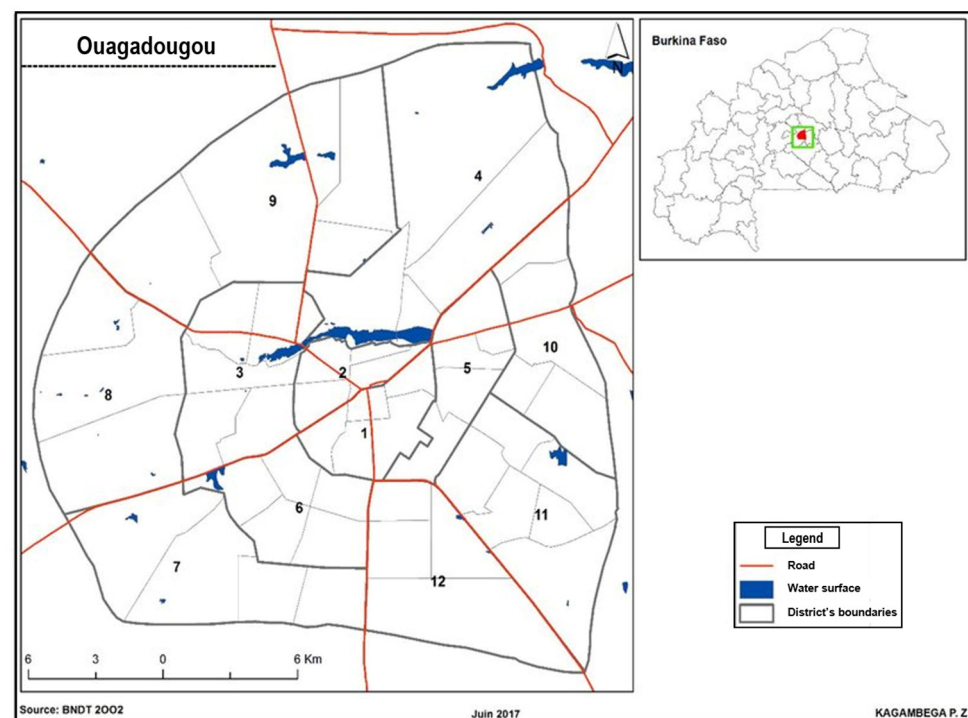 Ouagadougou
N
Burkina Faso
4
9
10
3
2
5
8
1
6
11
7
12
Legend
Road
Water surface
District's boundaries
6 3 0 6 Km
Source: BNDT 2OO2
Juin 2017
KAGAMBEGA P. Z